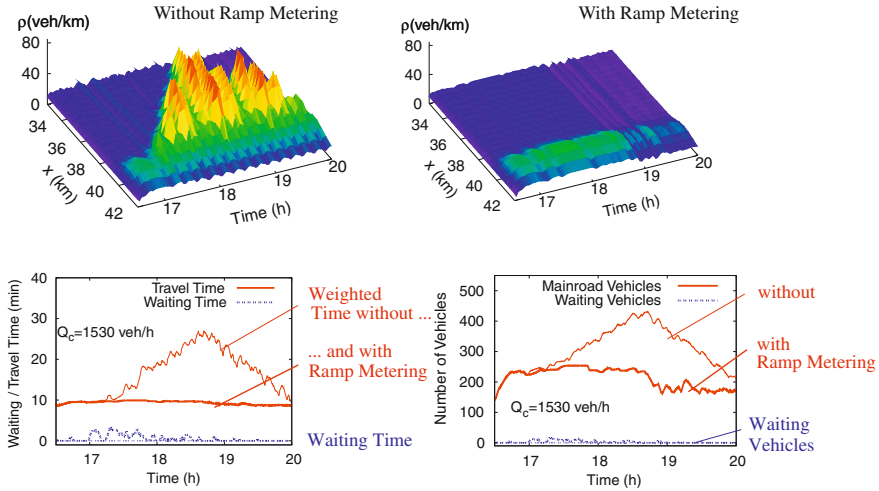 Without Ramp Metering
ρ(veh/km)
80
40
0
34
36
38
40
42
x (km)
17
18
19
20
Time (h)
With Ramp Metering
ρ(veh/km)
80
40
0
34
36
38
40
42
x (km)
17
18
19
20
Time (h)
Waiting / Travel Time (min)
40
30
20
10
0
Travel Time
Waiting Time
Q_c=1530 veh/h
17
18
19
20
Time (h)
Weighted
Time without ...
... and with
Ramp Metering
Waiting Time
Number of Vehicles
500
400
300
200
100
0
Mainroad Vehicles
Waiting Vehicles
Q_c=1530 veh/h
17
18
19
20
Time (h)
without
with
Ramp Metering
Waiting
Vehicles